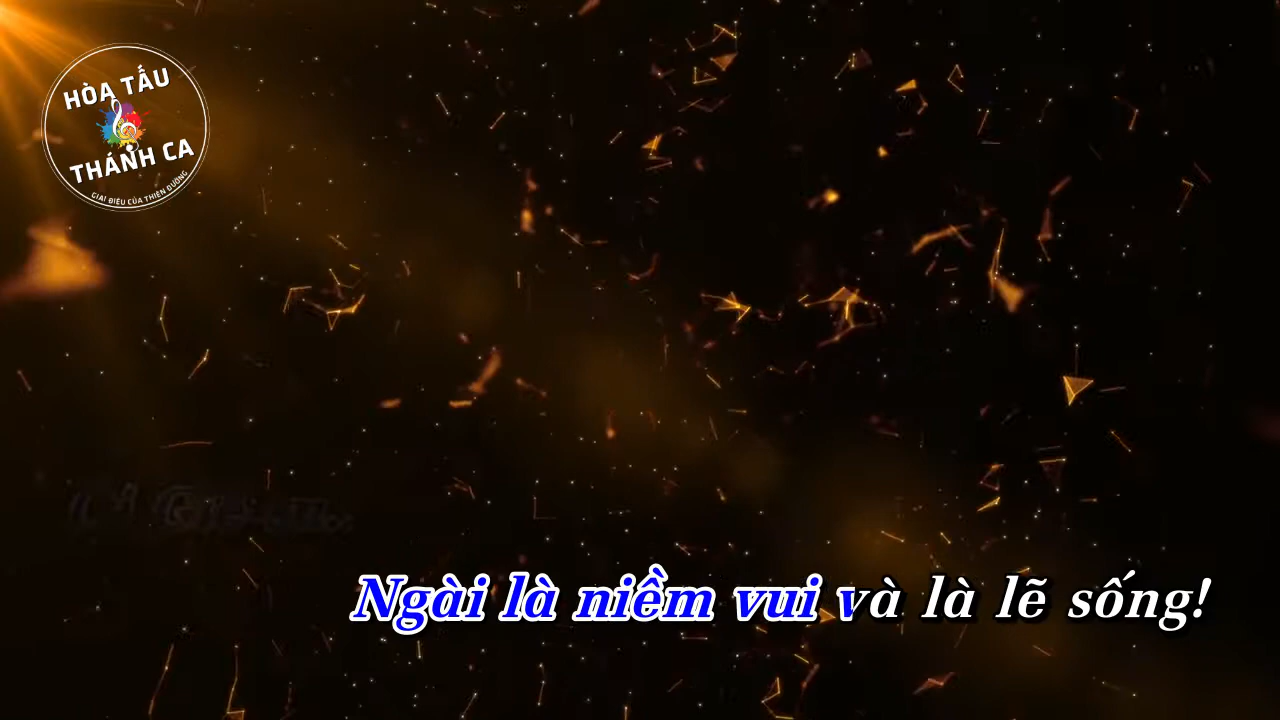 HÒA TẤU
THÁNH CA
GIAI ĐIỆU CỦA THIÊN ĐƯỜNG
Ngài là niềm vui và là lẽ sống!